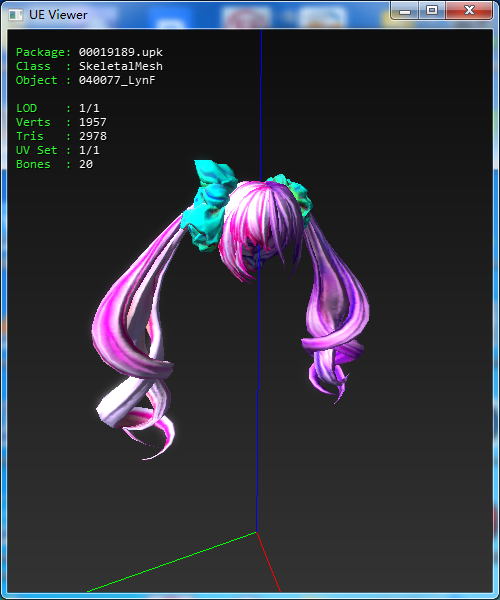 UE Viewer
Package: 00019189.upk
Class  : SkeletalMesh
Object : 040077_LynF
LOD    : 1/1
Verts  : 1957
Tris   : 2978
UV Set : 1/1
Bones  : 20